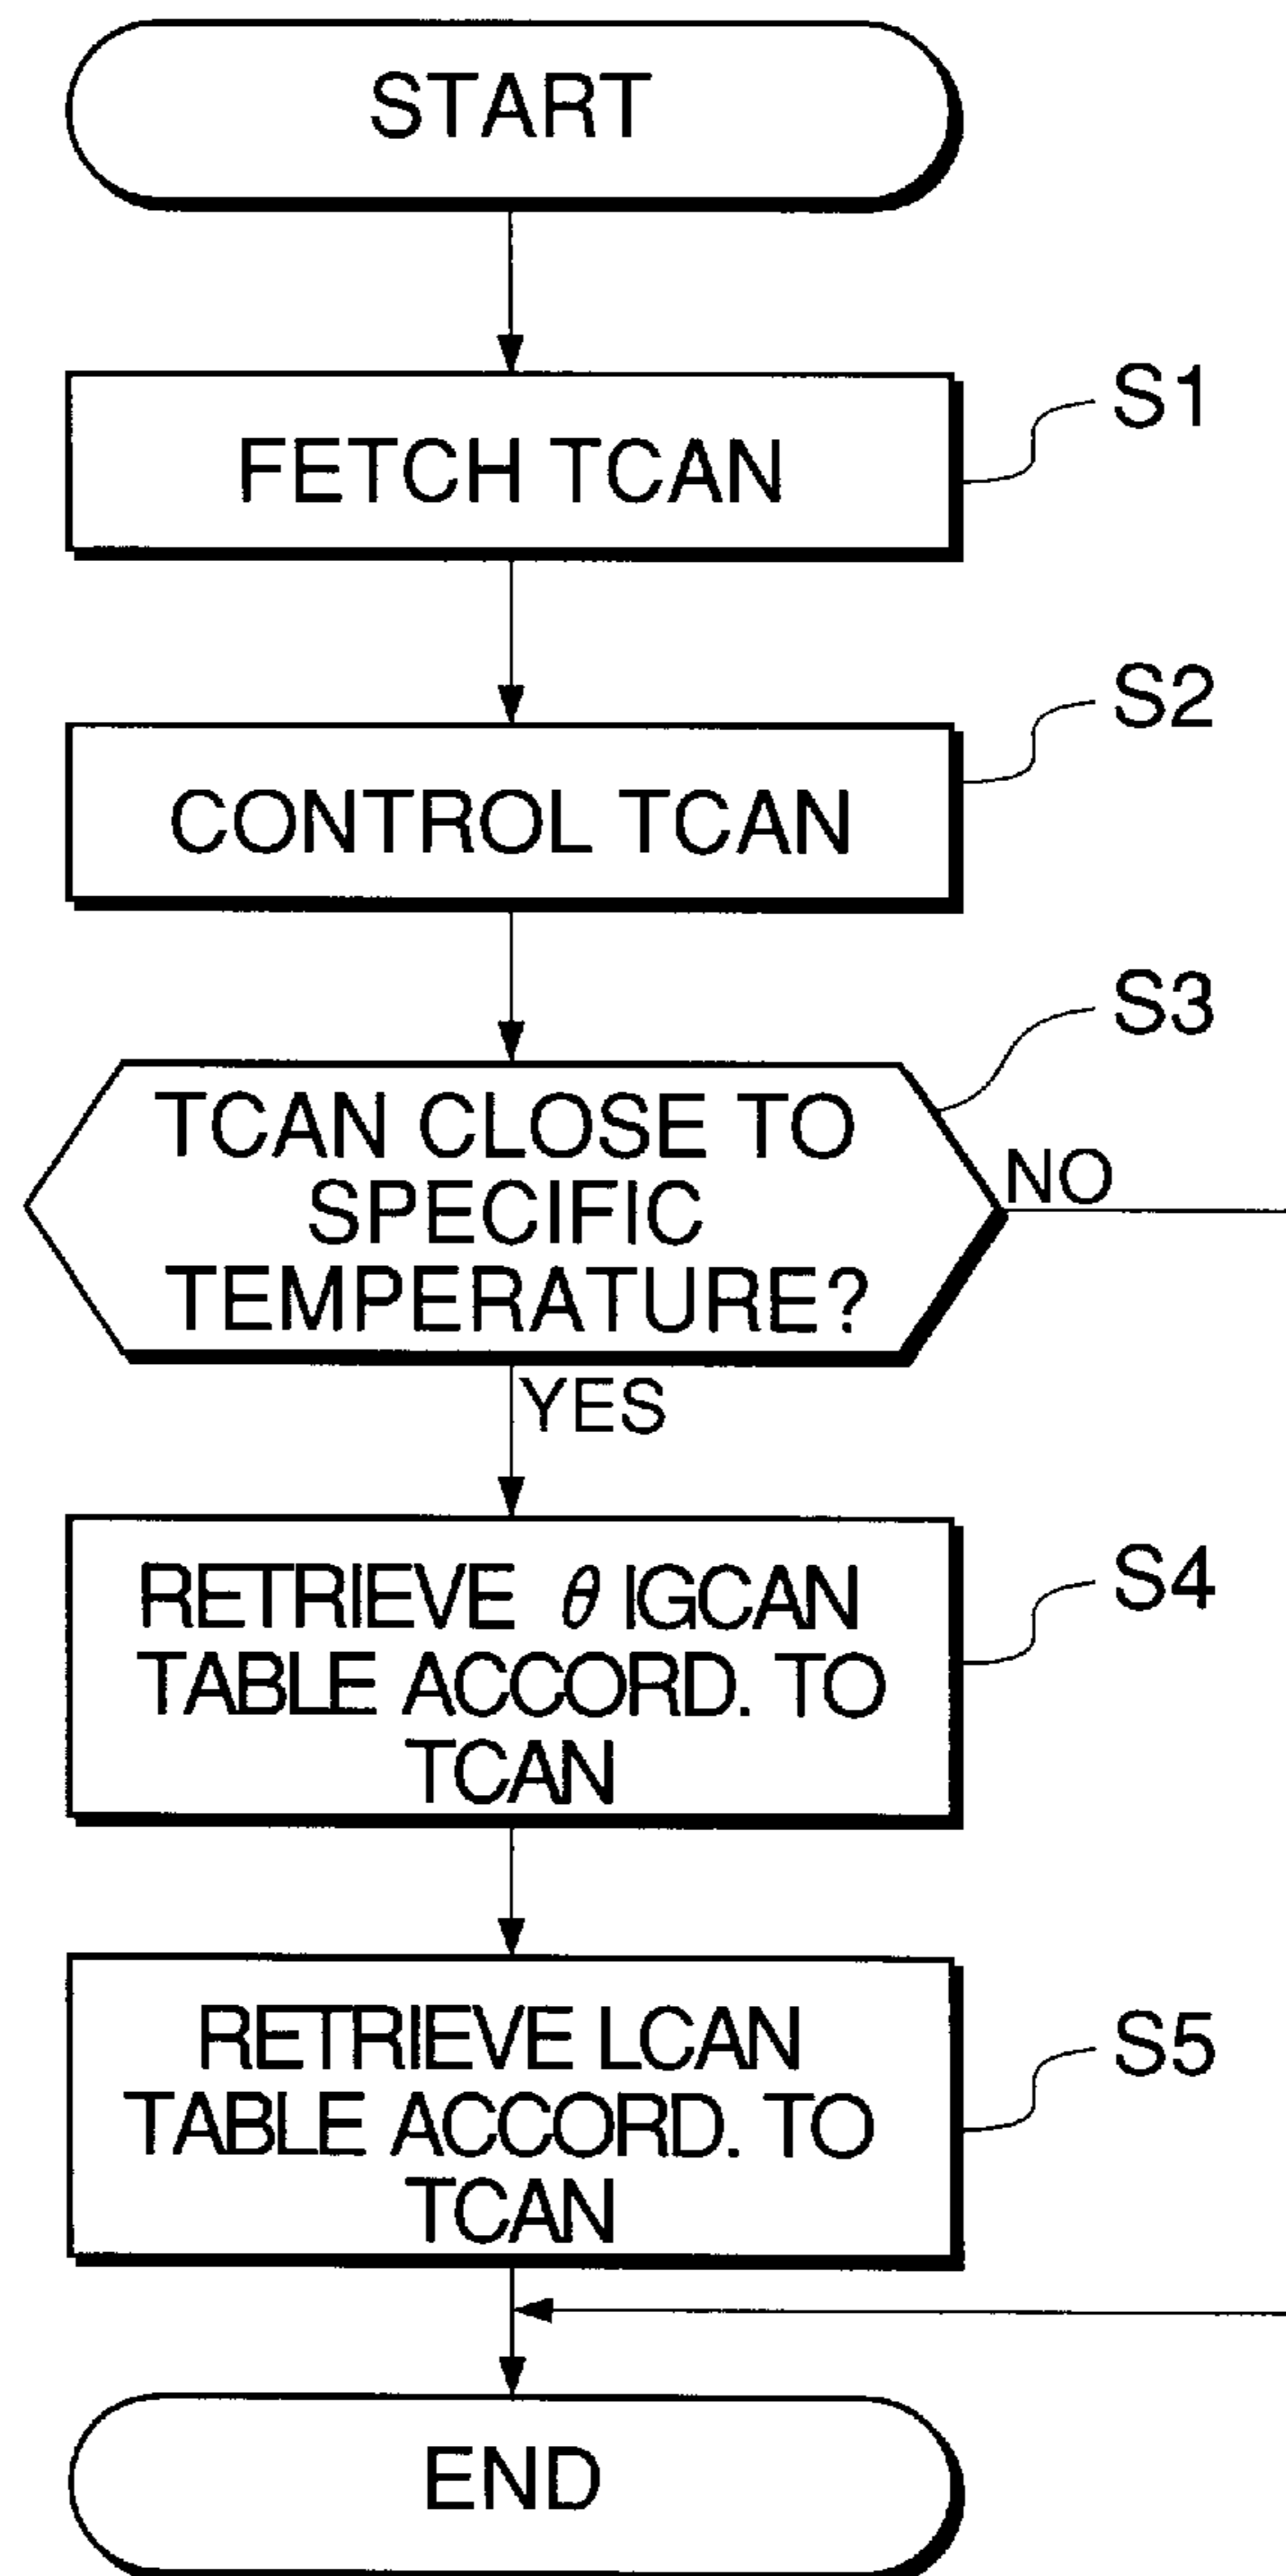 START
FETCH TCAN
S1
CONTROL TCAN
S2
TCAN CLOSE TO
SPECIFIC
TEMPERATURE?
S3
NO
YES
RETRIEVE θIGCAN
TABLE ACCORD. TO
TCAN
S4
RETRIEVE LCAN
TABLE ACCORD. TO
TCAN
S5
END